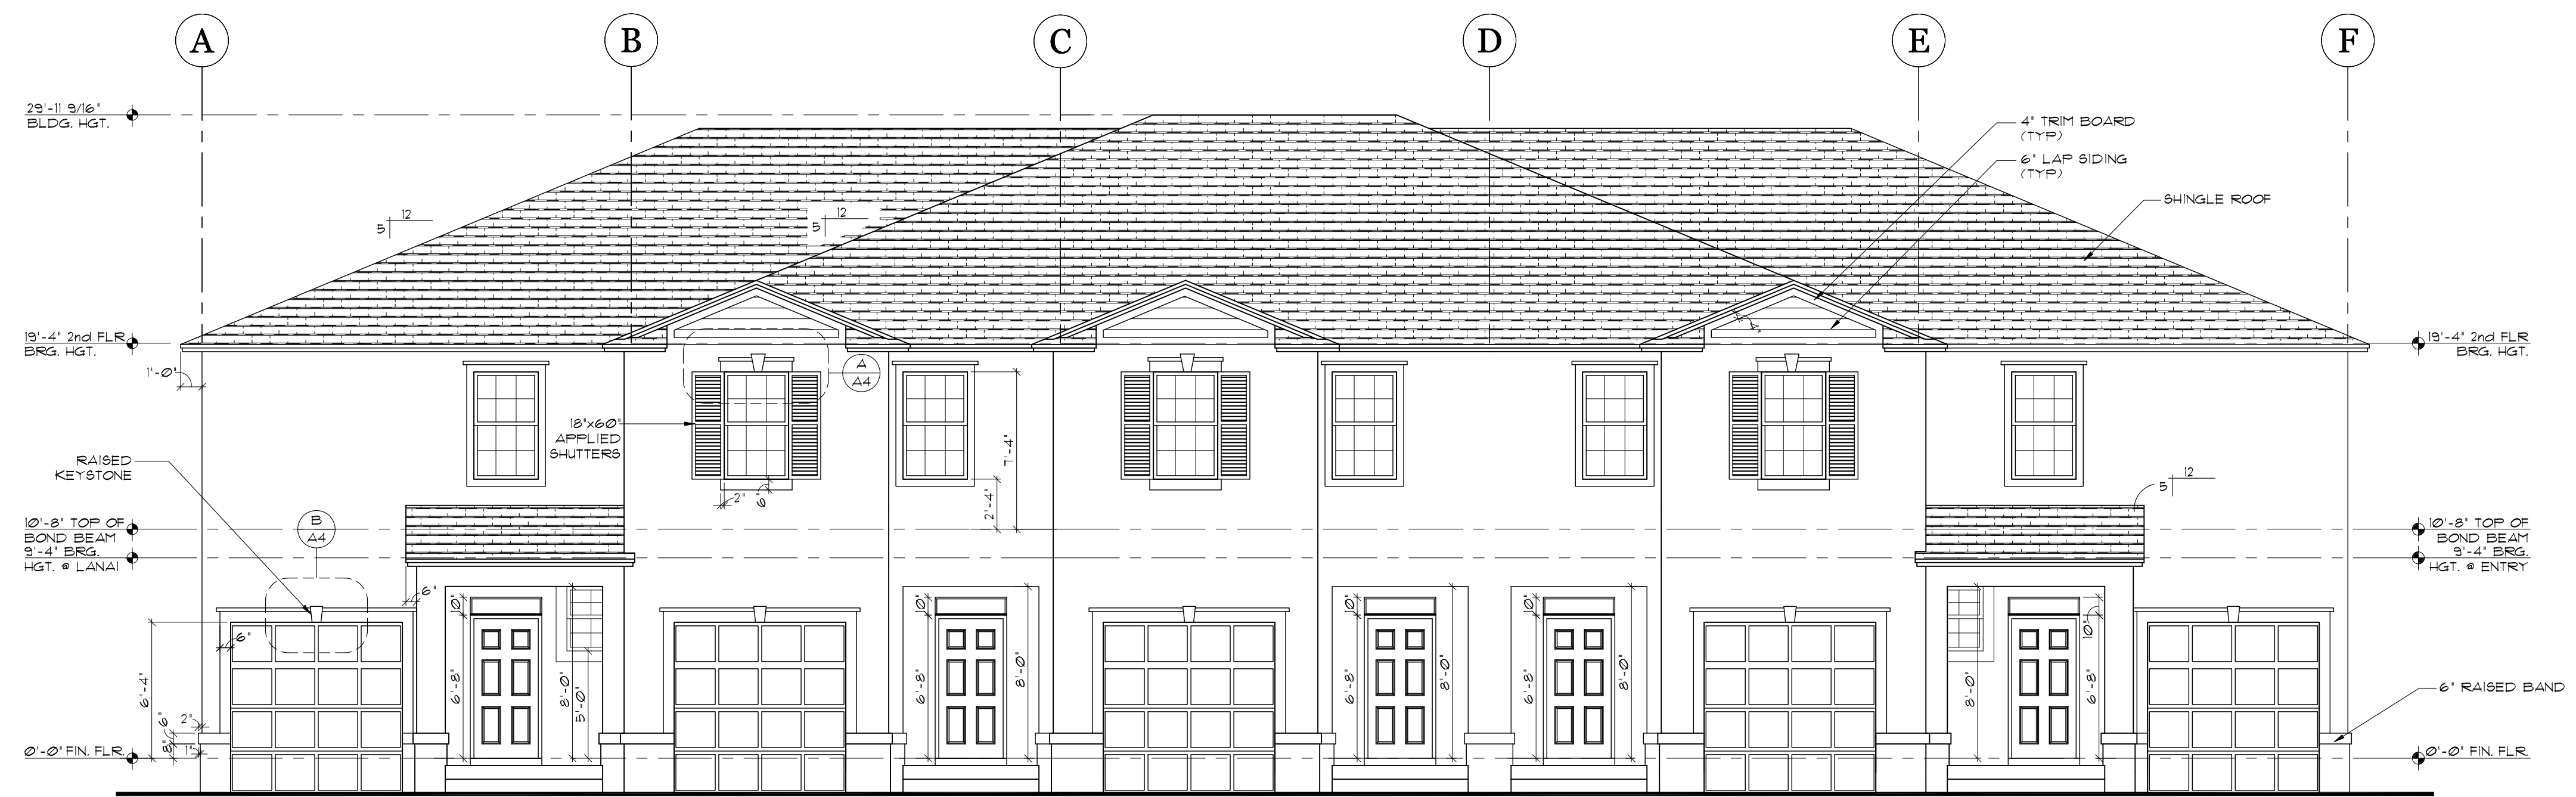 A
B
C
D
E
F
29'-11 9/16"
BLDG. HGT.
4" TRIM BOARD
(TYP)
6" LAP SIDING
(TYP)
SHINGLE ROOF
12
5
12
5
19'-4" 2nd FLR
BRG. HGT.
19'-4" 2nd FLR
BRG. HGT.
4"
1'-0"
A
A4
18"x60"
APPLIED
SHUTTERS
7'-4"
RAISED
KEYSTONE
12
5
2"
6"
2'-4"
10'-8" TOP OF
BOND BEAM
9'-4" BRG.
HGT. @ LANAI
B
A4
10'-8" TOP OF
BOND BEAM
9'-4" BRG.
HGT. @ ENTRY
6"
10"
10"
10"
10"
10"
6"
6'-4"
6'-8"
8'-0"
5'-0"
6'-8"
8'-0"
6'-8"
8'-0"
6'-8"
8'-0"
8'-0"
6'-8"
6" RAISED BAND
2"
6"
8"
1"
0'-0" FIN. FLR.
0'-0" FIN. FLR.